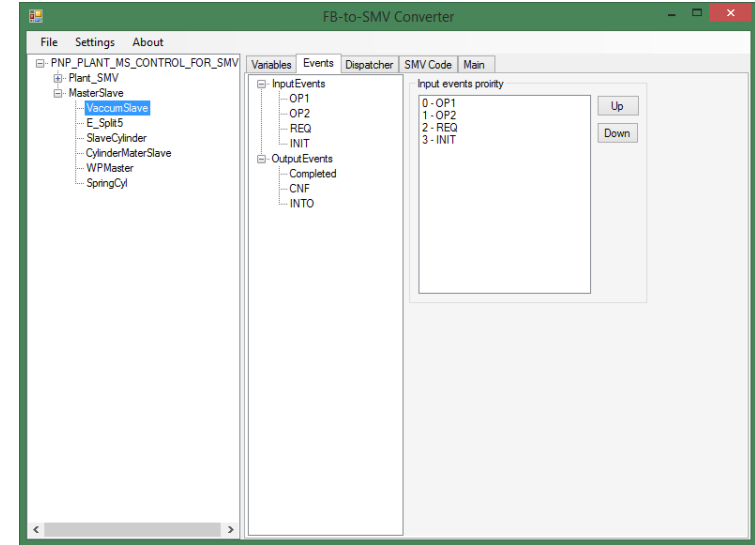 FB-to-SMV Converter
File Settings About
PNP_PLANT_MS_CONTROL_FOR_SMV
Plant_SMV
MasterSlave
VaccumSlave
E_Split5
SlaveCylinder
CylinderMaterSlave
WPMaster
SpringCyl
Variables Events Dispatcher SMV Code Main
InputEvents
OP1
OP2
REQ
INIT
OutputEvents
Completed
CNF
INTO
Input events proirity
0 - OP1
1 - OP2
2 - REQ
3 - INIT
Up
Down